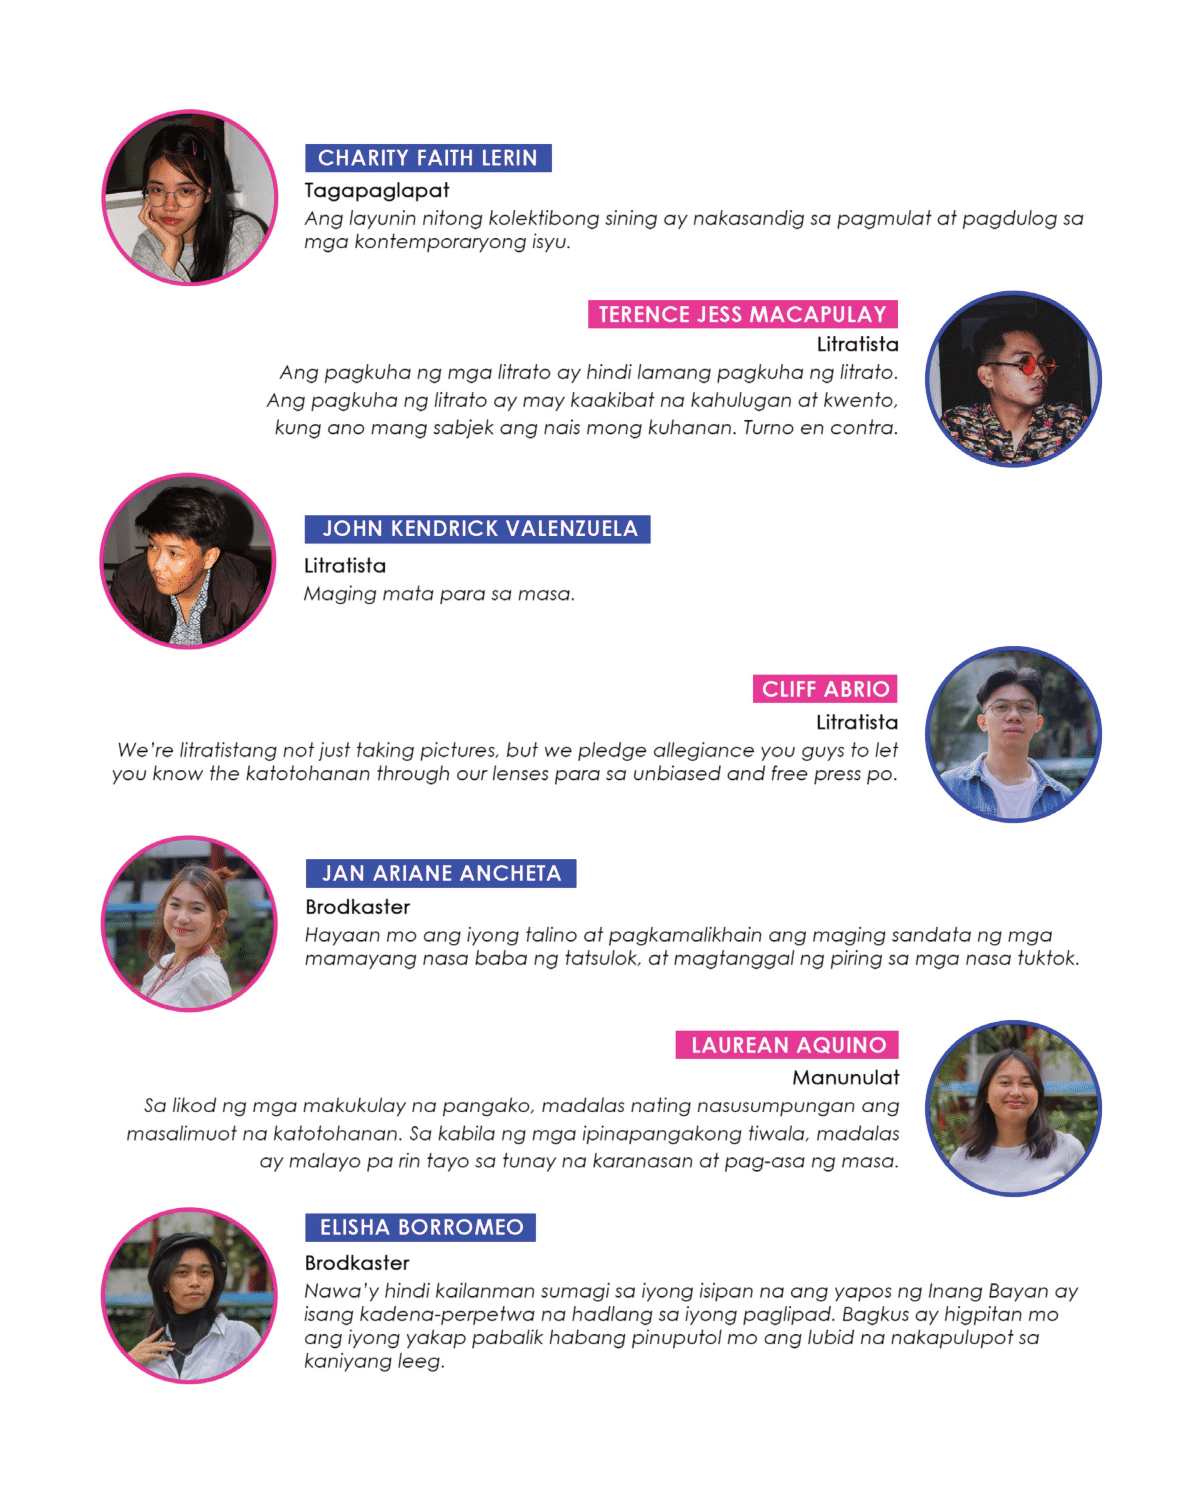 CHARITY FAITH LERIN
Tagapaglapat
Ang layunin nitong kolektibong sining ay nakasandig sa pagmulat at pagdulog sa
mga kontemporaryong isyu.
TERENCE JESS MACAPULAY
Litratista
Ang pagkuha ng mga litrato ay hindi lamang pagkuha ng litrato.
Ang pagkuha ng litrato ay may kaakibat na kahulugan at kwento,
kung ano mang sabjek ang nais mong kuhanan. Turno en contra.
JOHN KENDRICK VALENZUELA
Litratista
Maging mata para sa masa.
CLIFF ABRIO
Litratista
We're litratistang not just taking pictures, but we pledge allegiance you guys to let
you know the katotohanan through our lenses para sa unbiased and free press po.
JAN ARIANE ANCHETA
Brodkaster
Hayaan mo ang iyong talino at pagkamalikhain ang maging sandata ng mga
mamayang nasa baba ng tatsulok, at magtanggal ng piring sa mga nasa tuktok.
LAUREAN AQUINO
Manunulat
Sa likod ng mga makukulay na pangako, madalas nating nasusumpungan ang
masalimuot na katotohanan. Sa kabila ng mga ipinapangakong tiwala, madalas
ay malayo pa rin tayo sa tunay na karanasan at pag-asa ng masa.
ELISHA BORROMEO
Brodkaster
Nawa'y hindi kailanman sumagi sa iyong isipan na ang yapos ng Inang Bayan ay
isang kadena-perpetwa na hadlang sa iyong paglipad. Bagkus ay higpitan mo
ang iyong yakap pabalik habang pinuputol mo ang lubid na nakapulupot sa
kaniyang leeg.